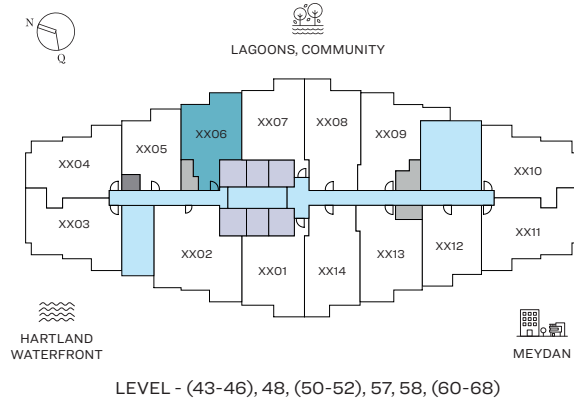 N
Q
LAGOONS, COMMUNITY
XX06
XX07
XX08
XX09
XX05
XX04
XX10
XX03
XX02
XX01
XX14
XX13
XX12
XX11
HARTLAND
WATERFRONT
MEYDAN
LEVEL - (43-46), 48, (50-52), 57, 58, (60-68)